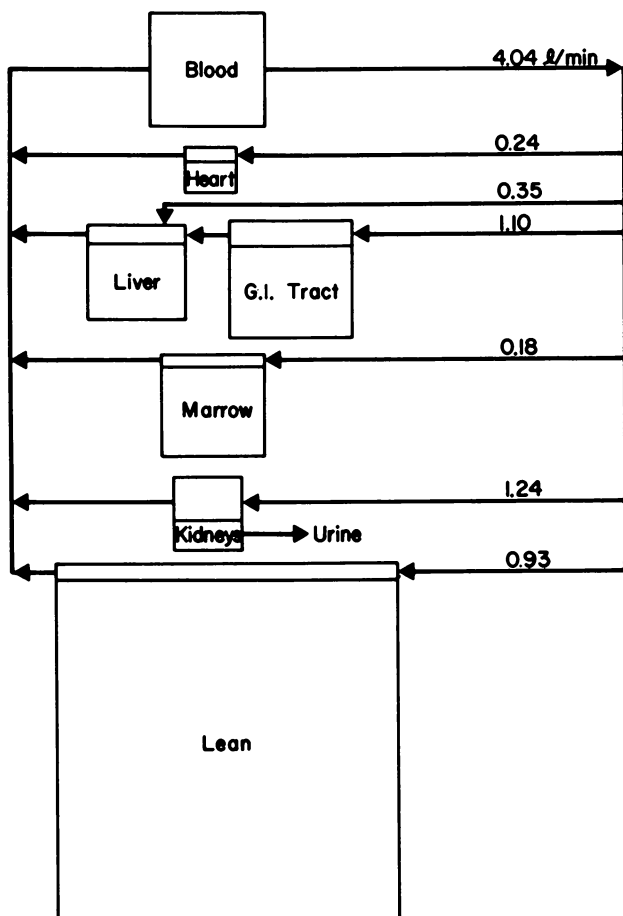 Blood
4.04 ℓ/min
0.24
Heart
0.35
1.10
Liver
G.I. Tract
0.18
Marrow
1.24
Kidneys
Urine
0.93
Lean